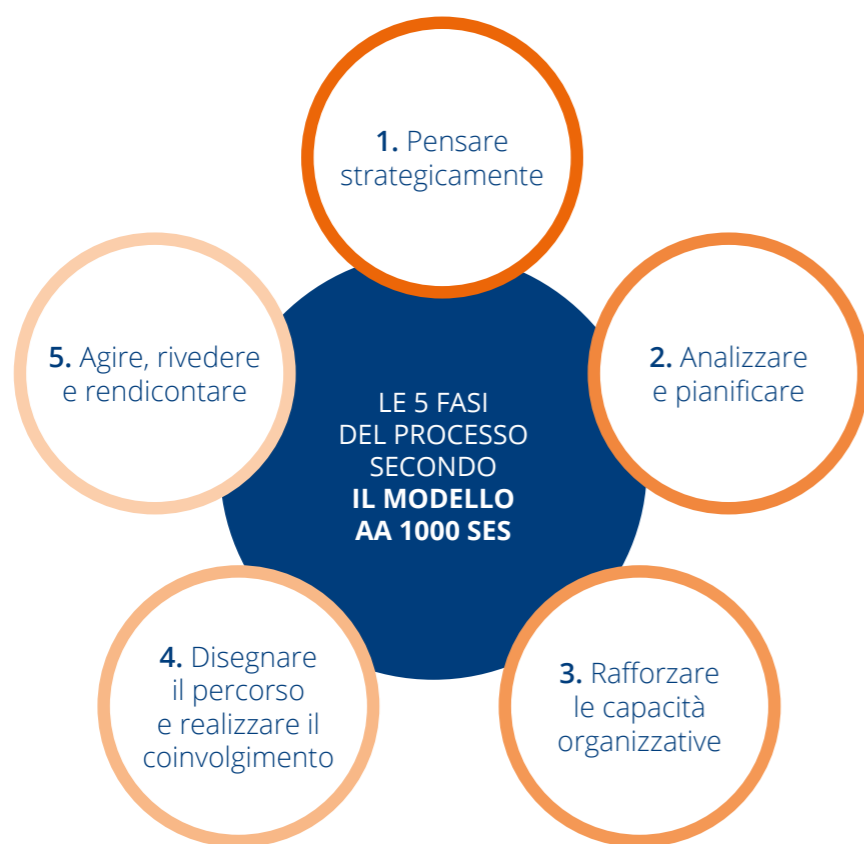 1. Pensare
strategicamente
2. Analizzare
e pianificare
3. Rafforzare
le capacità
organizzative
4. Disegnare
il percorso
e realizzare il
coinvolgimento
5. Agire, rivedere
e rendicontare
LE 5 FASI
DEL PROCESSO
SECONDO
IL MODELLO
AA 1000 SES